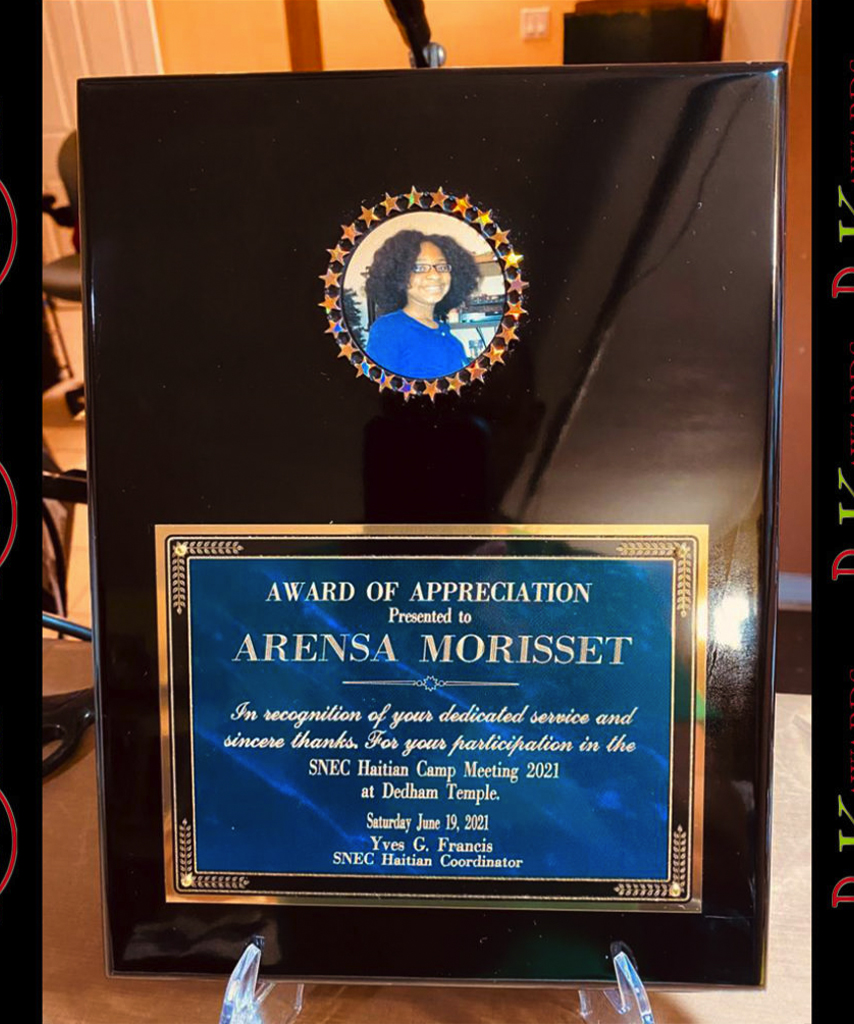 AWARD OF APPRECIATION
Presented to
ARENSA MORISSET
In recognition of your dedicated service and
sincere thanks. For your participation in the
SNEC Haitian Camp Meeting 2021
at Dedham Temple.
Saturday June 19, 2021
Yves G. Francis
SNEC Haitian Coordinator